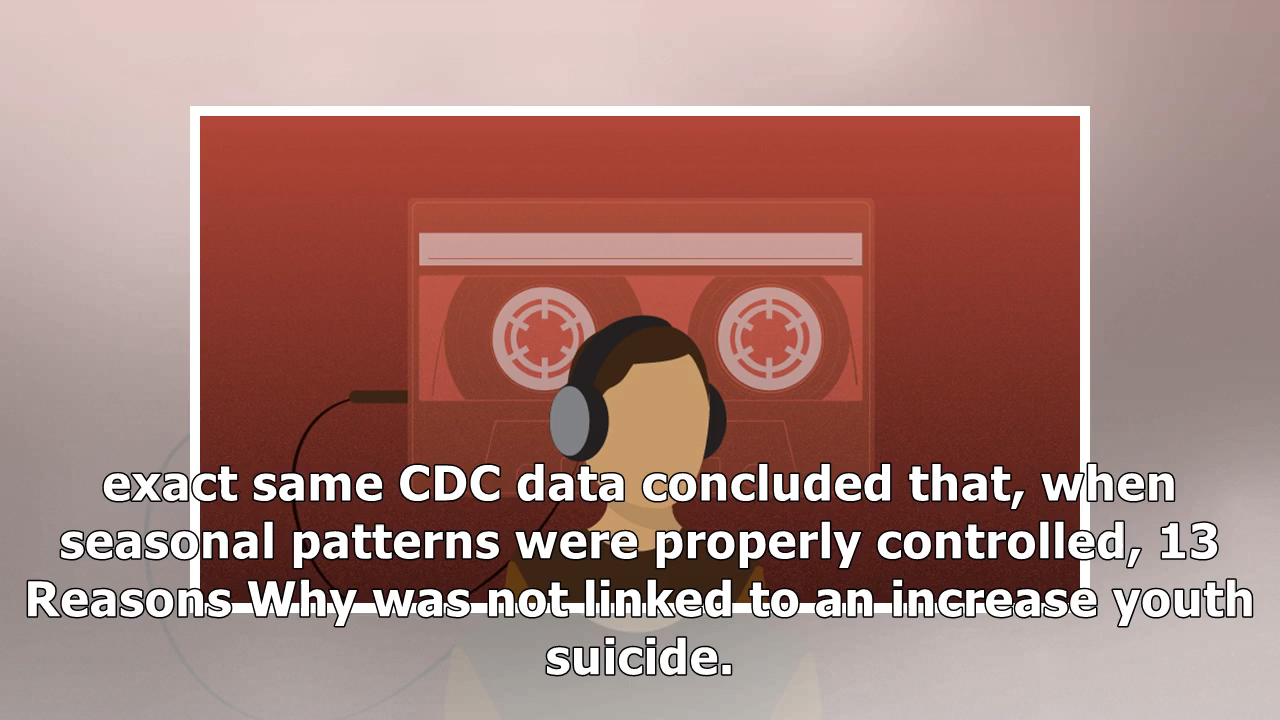 exact same CDC data concluded that, when
seasonal patterns were properly controlled, 13
Reasons Why was not linked to an increase youth
suicide.